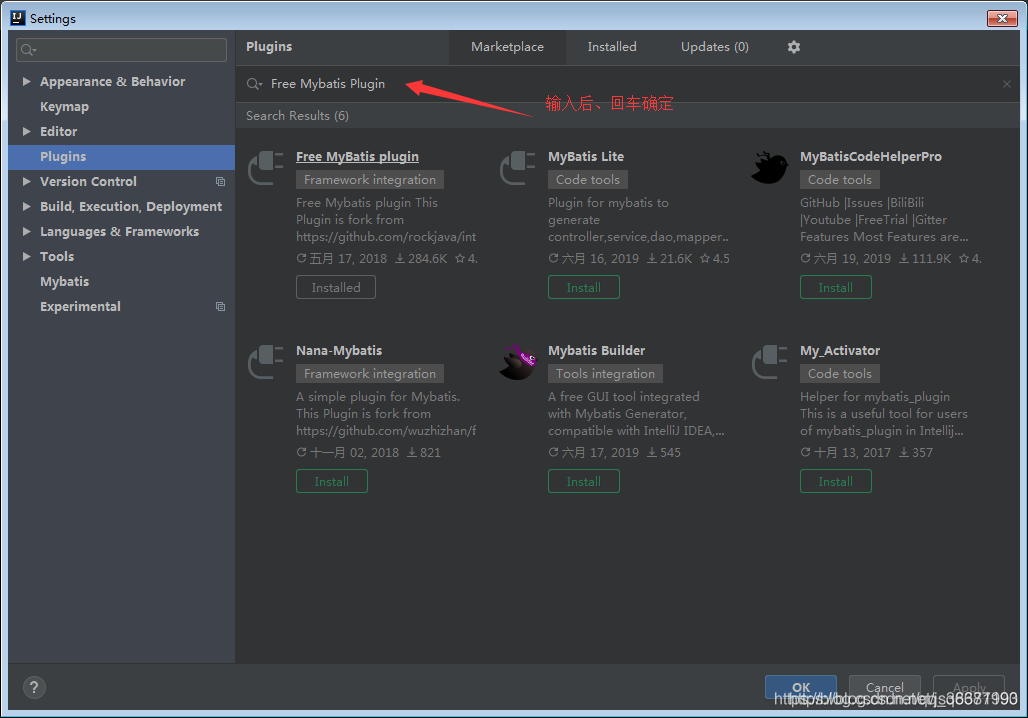 Settings
Plugins
Marketplace
Installed
Updates (0)
Appearance & Behavior
Keymap
Editor
Plugins
Version Control
Build, Execution, Deployment
Languages & Frameworks
Tools
Mybatis
Experimental
Free Mybatis Plugin
输入后、回车确定
Search Results (6)
Free MyBatis plugin
Framework integration
Free Mybatis plugin This
Plugin is fork from
https://github.com/rockjava/int
五月 17, 2018 284.6K 4.
Installed
MyBatis Lite
Code tools
Plugin for mybatis to
generate
controller,service,dao,mapper..
六月 16, 2019 21.6K 4.5
Install
MyBatisCodeHelperPro
Code tools
GitHub |Issues |BiliBili
|Youtube |FreeTrial |Gitter
Features Most Features are...
六月 19, 2019 111.9K 4.
Install
Nana-Mybatis
Framework integration
A simple plugin for Mybatis.
This Plugin is fork from
https://github.com/wuzhizhan/f
十一月 02, 2018 821
Install
Mybatis Builder
Tools integration
A free GUI tool integrated
with Mybatis Generator,
compatible with IntelliJ IDEA,...
六月 17, 2019 545
Install
My_Activator
Code tools
Helper for mybatis_plugin
This is a useful tool for users
of mybatis_plugin in Intellij...
十月 13, 2017 357
Install
?
OK
Cancel
Apply